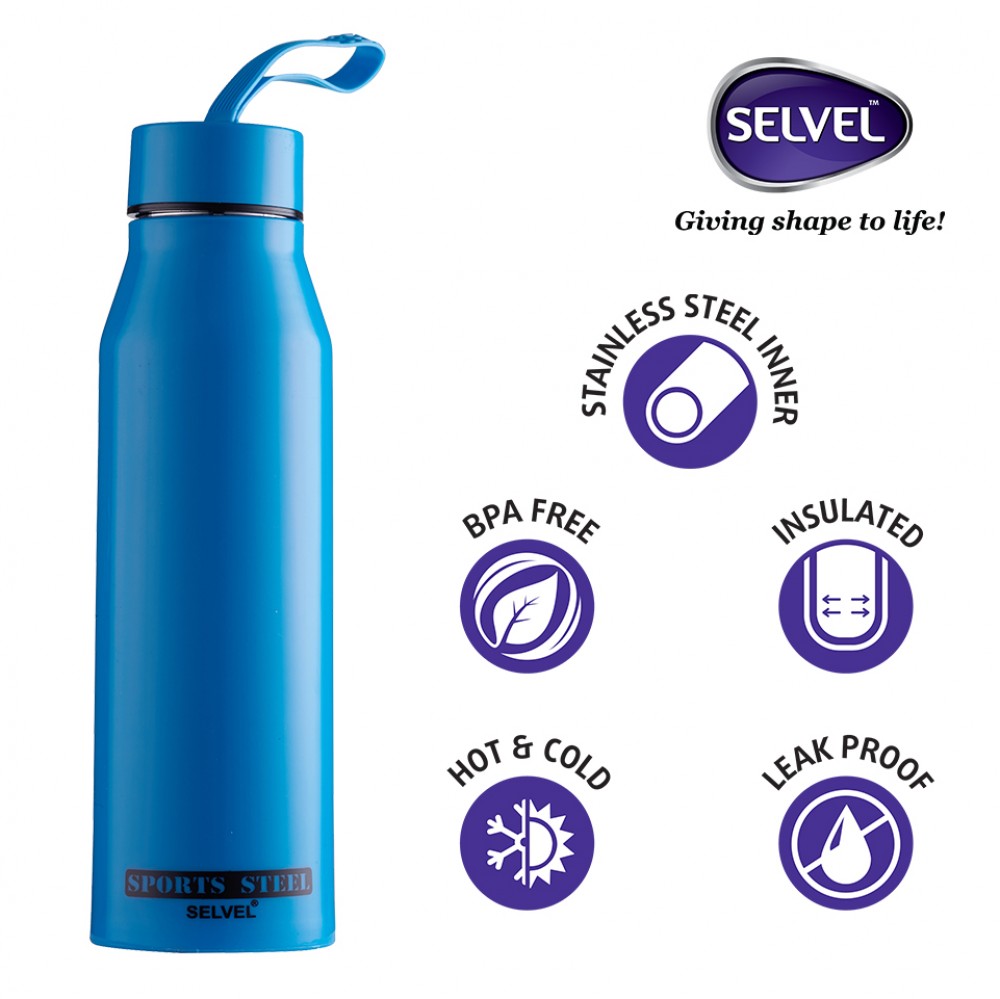 SELVEL™
Giving shape to life!
STAINLESS STEEL INNER
BPA FREE
INSULATED
HOT & COLD
LEAK PROOF
SPORTS STEEL
SELVEL®